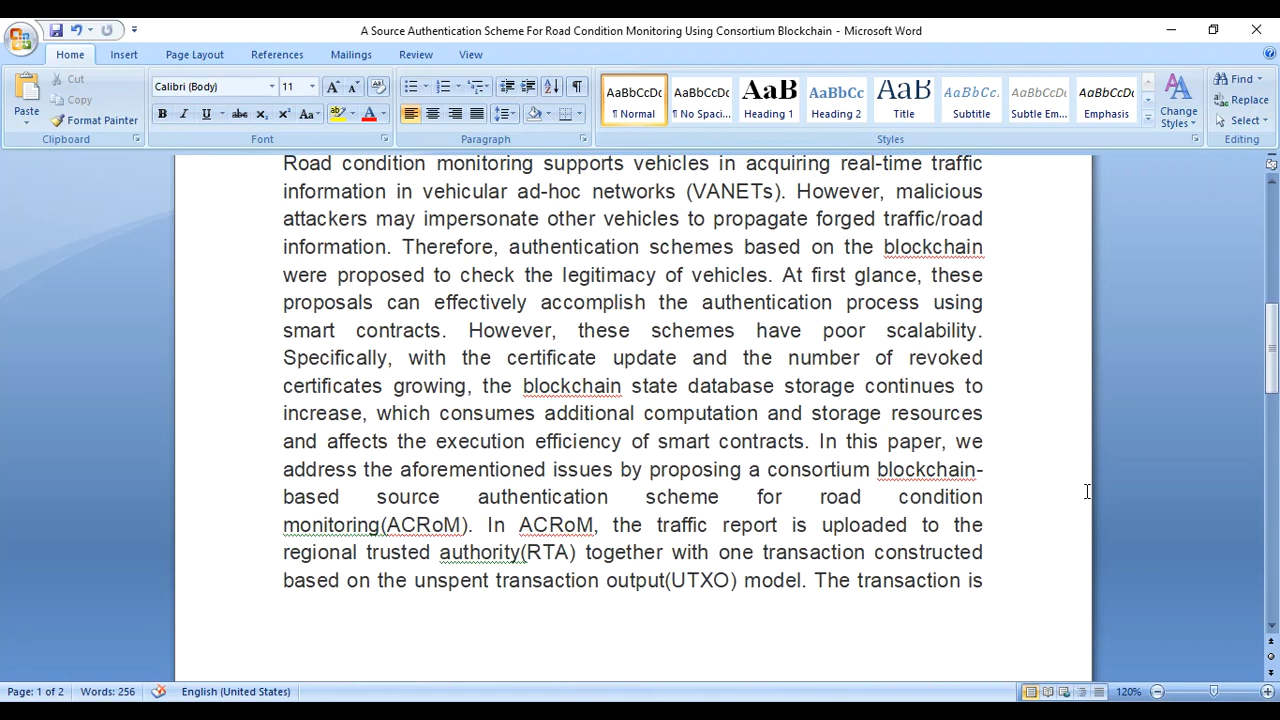 A Source Authentication Scheme For Road Condition Monitoring Using Consortium Blockchain - Microsoft Word
Home Insert Page Layout References Mailings Review View
Cut
Copy
Format Painter
Paste
Clipboard
Calibri (Body) 11
Font
Paragraph
AaBbCcDc AaBbCcDc AaB AaBbCc AaB AaBbCc. AaBbCcDc AaBbCcDc
¶ Normal ¶ No Spaci... Heading 1 Heading 2 Title Subtitle Subtle Em... Emphasis
Change Styles
Styles
Find
Replace
Select
Editing
Road condition monitoring supports vehicles in acquiring real-time traffic
information in vehicular ad-hoc networks (VANETs). However, malicious
attackers may impersonate other vehicles to propagate forged traffic/road
information. Therefore, authentication schemes based on the blockchain
were proposed to check the legitimacy of vehicles. At first glance, these
proposals can effectively accomplish the authentication process using
smart contracts. However, these schemes have poor scalability.
Specifically, with the certificate update and the number of revoked
certificates growing, the blockchain state database storage continues to
increase, which consumes additional computation and storage resources
and affects the execution efficiency of smart contracts. In this paper, we
address the aforementioned issues by proposing a consortium blockchain-
based source authentication scheme for road condition
monitoring(ACRoM). In ACRoM, the traffic report is uploaded to the
regional trusted authority(RTA) together with one transaction constructed
based on the unspent transaction output(UTXO) model. The transaction is
Page: 1 of 2 Words: 256 English (United States) 120%